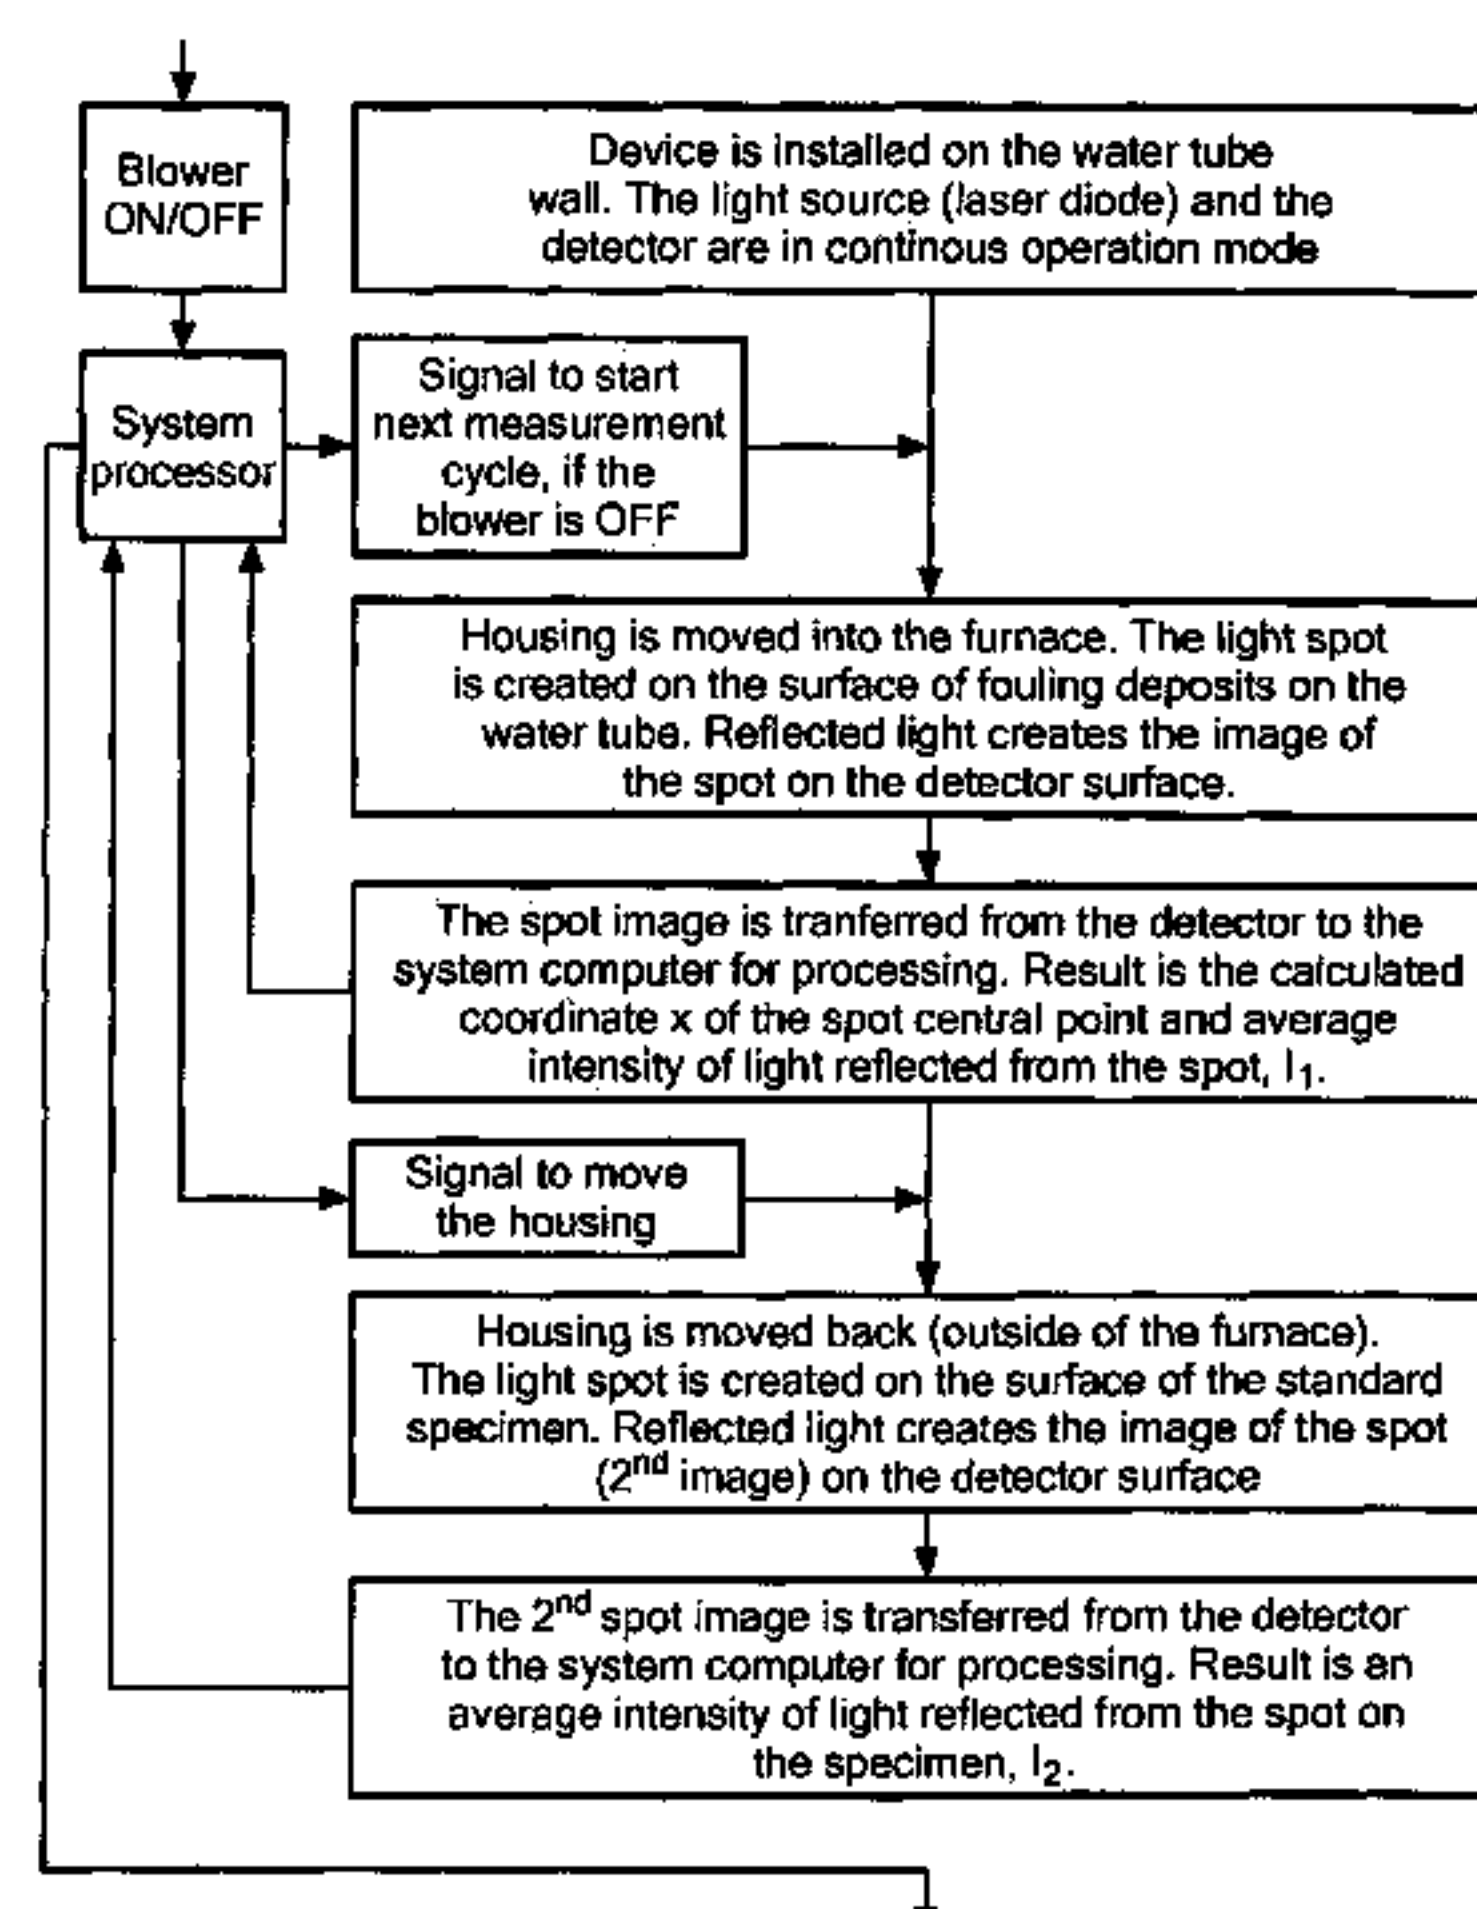 Blower
ON/OFF
Device is installed on the water tube
wall. The light source (laser diode) and the
detector are in continous operation mode
System
processor
Signal to start
next measurement
cycle, if the
blower is OFF
Housing is moved into the furnace. The light spot
is created on the surface of fouling deposits on the
water tube. Reflected light creates the image of
the spot on the detector surface.
The spot image is tranferred from the detector to the
system computer for processing. Result is the calculated
coordinate x of the spot central point and average
intensity of light reflected from the spot, I₁.
Signal to move
the housing
Housing is moved back (outside of the furnace).
The light spot is created on the surface of the standard
specimen. Reflected light creates the image of the spot
(2ⁿᵈ image) on the detector surface
The 2ⁿᵈ spot image is transferred from the detector
to the system computer for processing. Result is an
average intensity of light reflected from the spot on
the specimen, I₂.